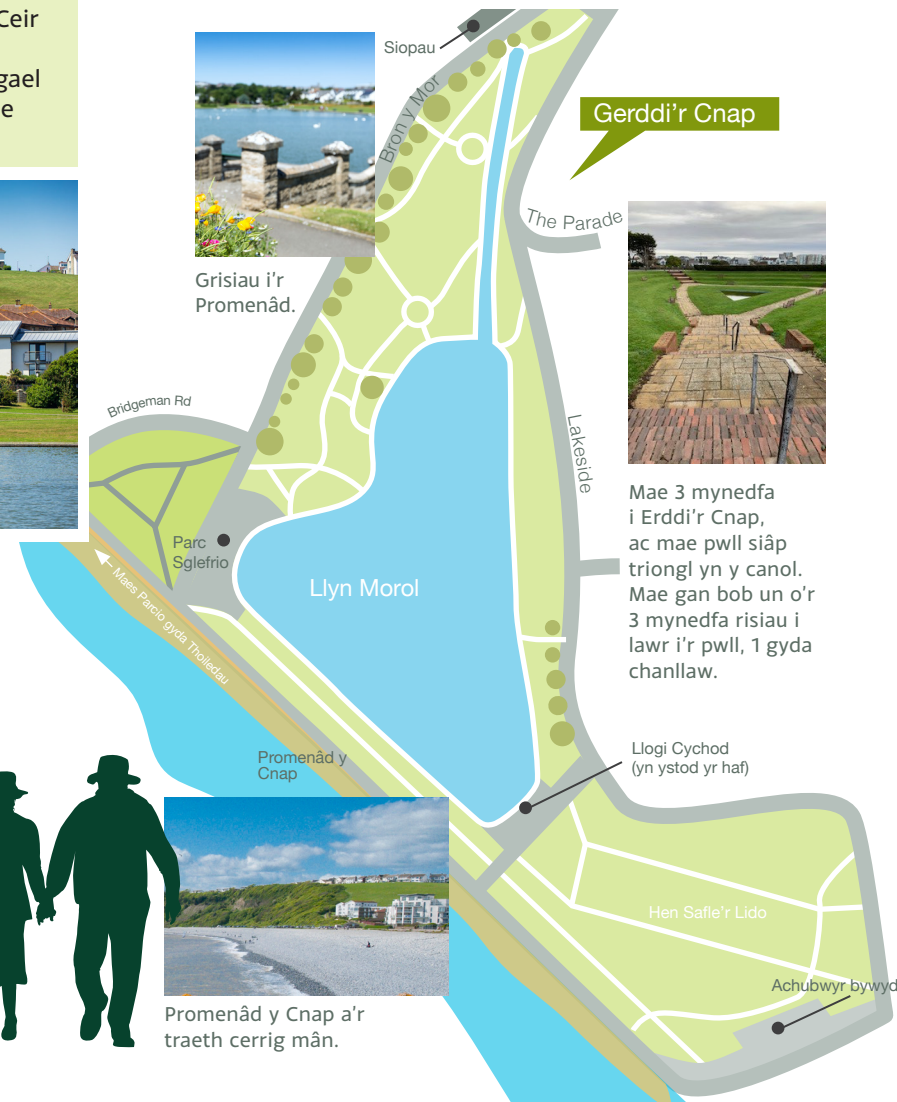 Ceir
gael
e
Siopau
Bron y Mor
Gerddi'r Cnap
The Parade
Grisiau i'r
Promenâd.
Bridgeman Rd
Lakeside
Mae 3 mynedfa
i Erddi'r Cnap,
ac mae pwll siâp
triongl yn y canol.
Mae gan bob un o'r
3 mynedfa risiau i
lawr i'r pwll, 1 gyda
chanllaw.
Parc
Sglefrio
Llyn Morol
Maes Parcio gyda Thoiledau
Promenâd y
Cnap
Llogi Cychod
(yn ystod yr haf)
Hen Safle'r Lido
Achubwyr bywyd
Promenâd y Cnap a'r
traeth cerrig mân.